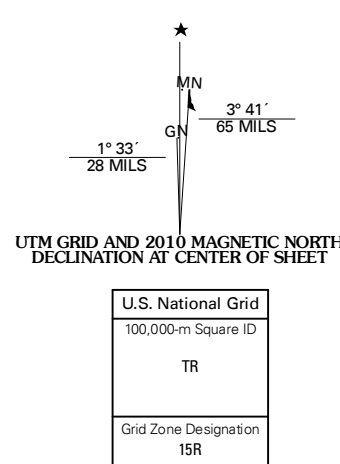 ★
MN
3° 41´
65 MILS
GN
1° 33´
28 MILS
UTM GRID AND 2010 MAGNETIC NORTH
DECLINATION AT CENTER OF SHEET
U.S. National Grid
100,000-m Square ID
TR
Grid Zone Designation
15R